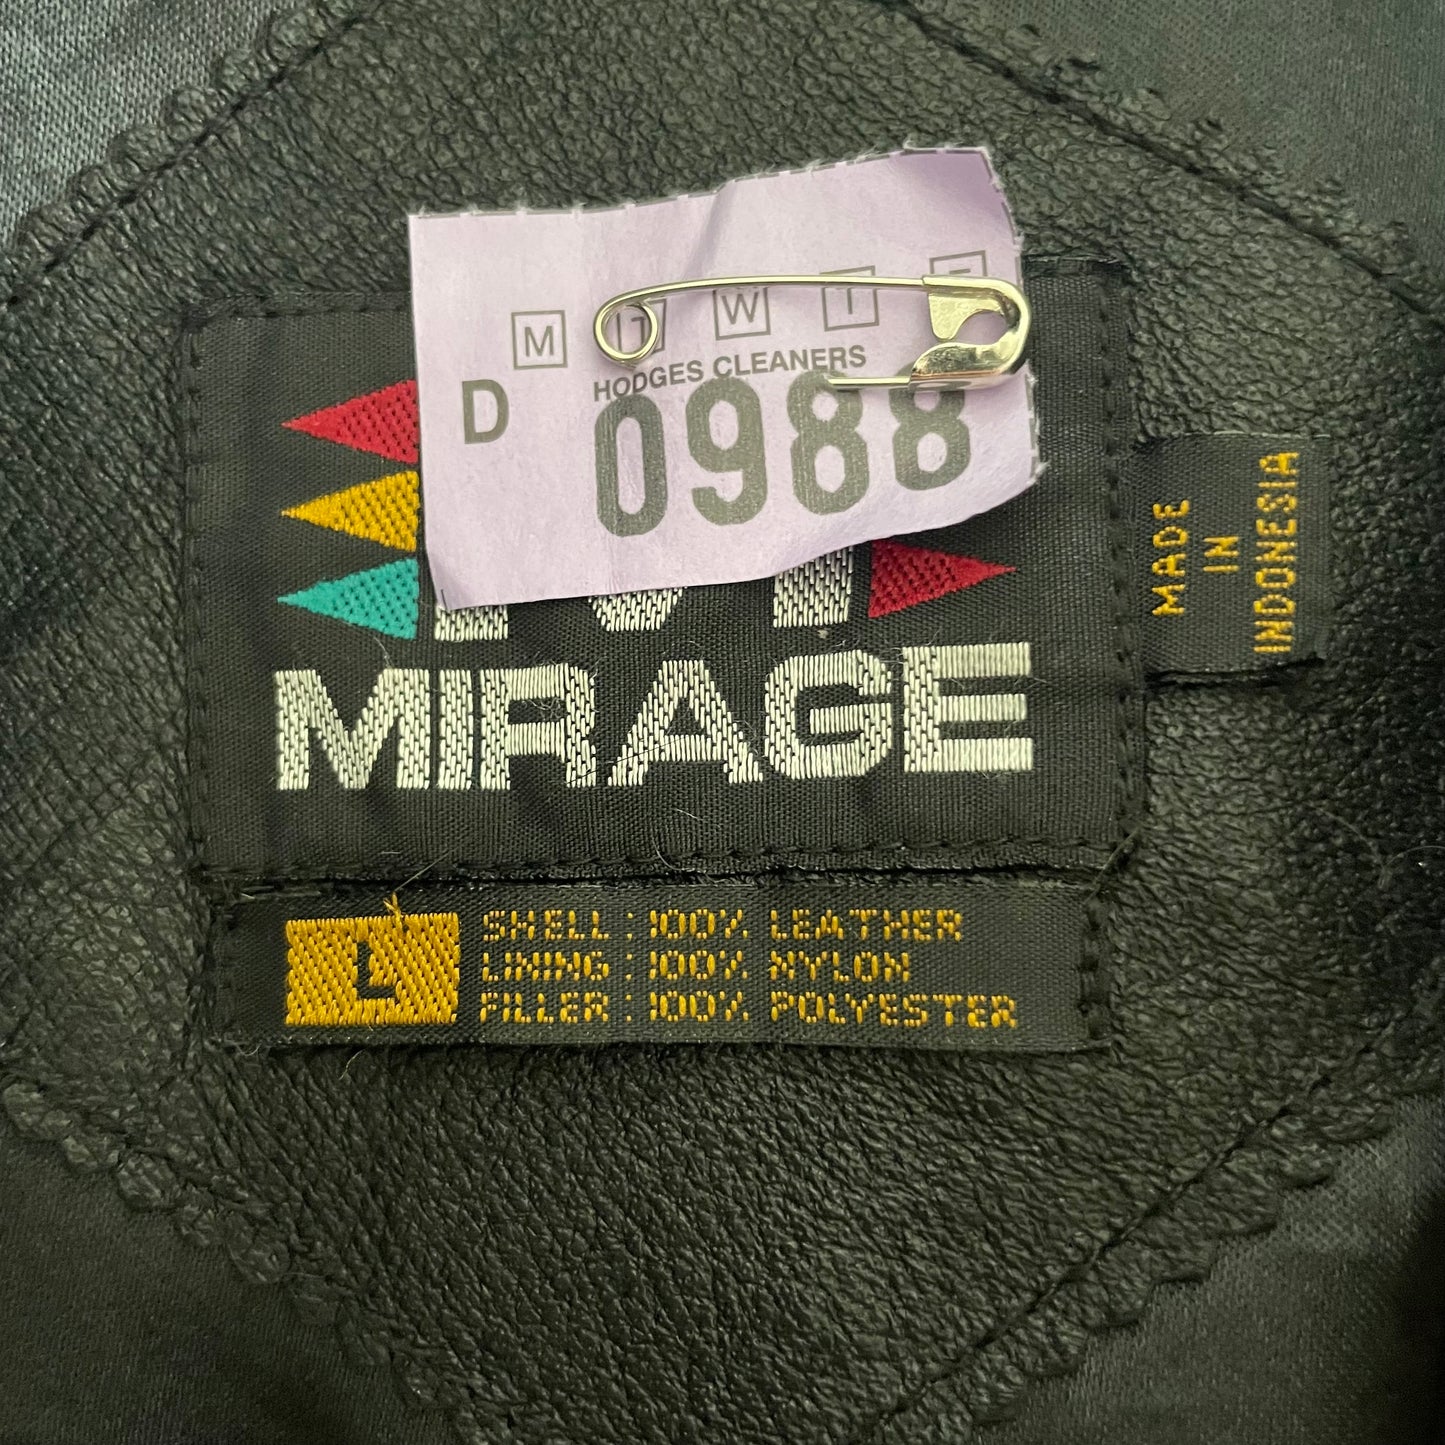 M T W T F
HODGES CLEANERS
D 0988
M
MIRAGE
MADE
IN
INDONESIA
L
SHELL : 100% LEATHER
LINING : 100% NYLON
FILLER : 100% POLYESTER